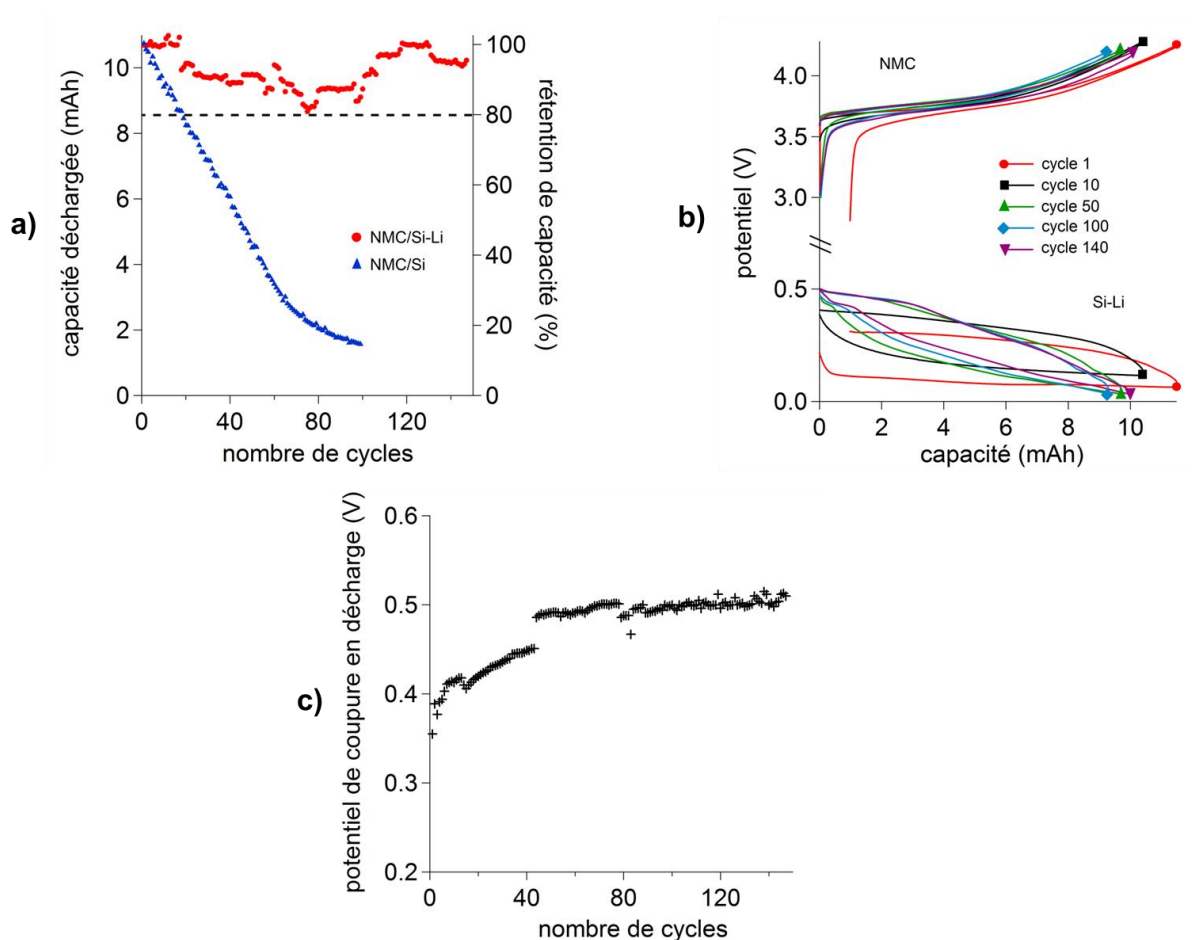 a)
capacité déchargée (mAh)
10
8
6
4
2
0
100
80
60
40
20
0
rétention de capacité (%)
NMC/Si-Li
NMC/Si
0
40
80
120
nombre de cycles
b)
potentiel (V)
4.0
3.5
3.0
0.5
0.0
NMC
cycle 1
cycle 10
cycle 50
cycle 100
cycle 140
Si-Li
0
2
4
6
8
10
capacité (mAh)
c)
potentiel de coupure en décharge (V)
0.6
0.5
0.4
0.3
0.2
0
40
80
120
nombre de cycles